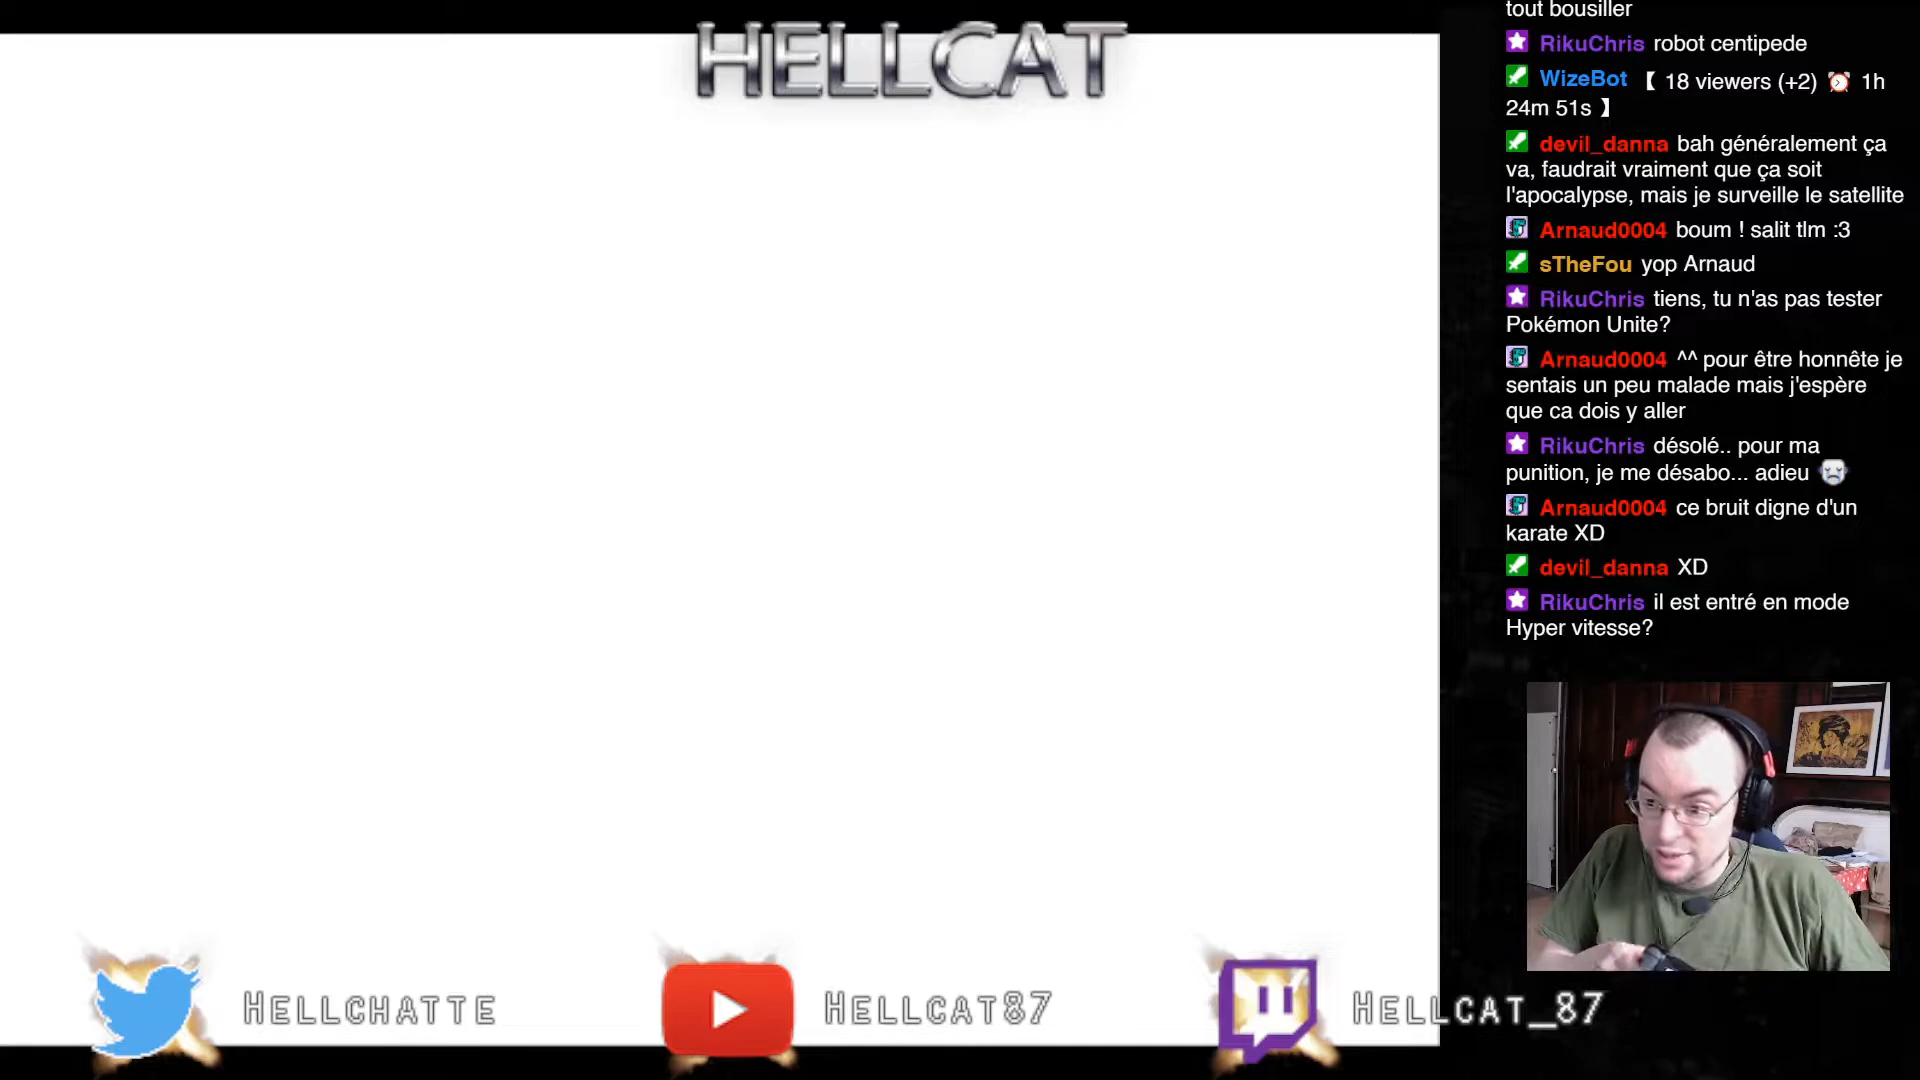 HELLCAT
tout bousiller
RikuChris robot centipede
WizeBot 【 18 viewers (+2) ⏰ 1h
24m 51s 】
devil_danna bah généralement ça
va, faudrait vraiment que ça soit
l'apocalypse, mais je surveille le satellite
Arnaud0004 boum ! salit tlm :3
sTheFou yop Arnaud
RikuChris tiens, tu n'as pas tester
Pokémon Unite?
Arnaud0004 ^^ pour être honnête je
sentais un peu malade mais j'espère
que ca dois y aller
RikuChris désolé.. pour ma
punition, je me désabo... adieu
Arnaud0004 ce bruit digne d'un
karate XD
devil_danna XD
RikuChris il est entré en mode
Hyper vitesse?
HELLCHATTE
HELLCAT87
HELLCAT_87